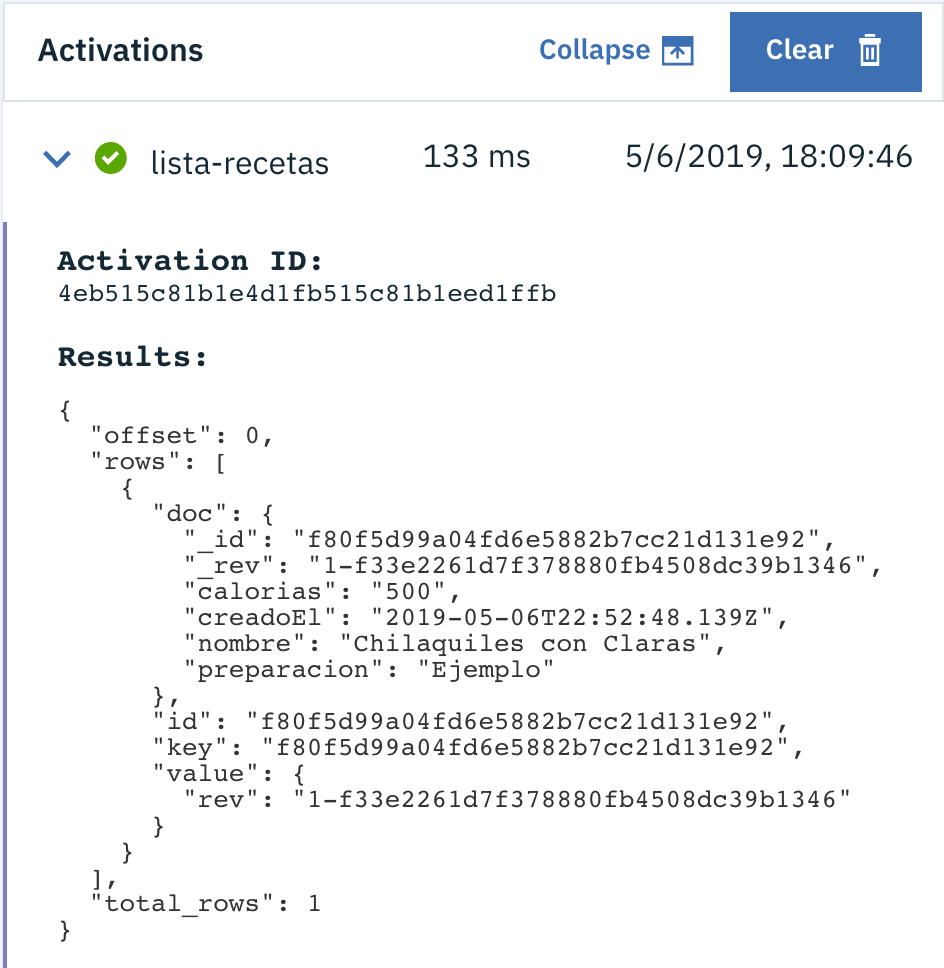 Activations
Collapse
Clear
lista-recetas 133 ms 5/6/2019, 18:09:46
Activation ID:
4eb515c81b1e4d1fb515c81b1eed1ffb
Results:
{
"offset": 0,
"rows": [
{
"doc": {
"_id": "f80f5d99a04fd6e5882b7cc21d131e92",
"_rev": "1-f33e2261d7f378880fb4508dc39b1346",
"calorias": "500",
"creadoEl": "2019-05-06T22:52:48.139Z",
"nombre": "Chilaquiles con Claras",
"preparacion": "Ejemplo"
},
"id": "f80f5d99a04fd6e5882b7cc21d131e92",
"key": "f80f5d99a04fd6e5882b7cc21d131e92",
"value": {
"rev": "1-f33e2261d7f378880fb4508dc39b1346"
}
}
],
"total_rows": 1
}